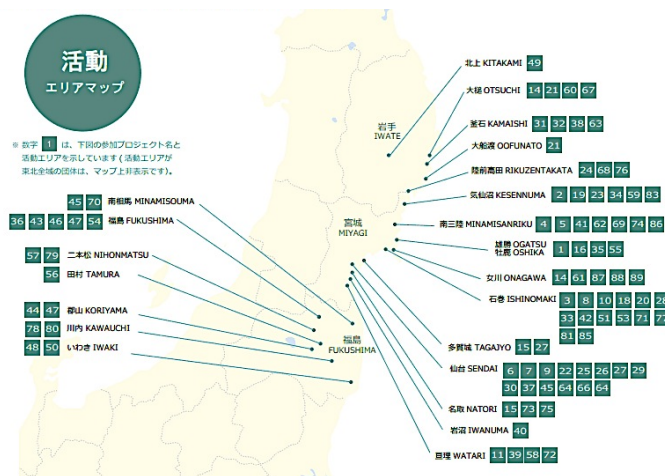 活動
エリアマップ
※ 数字 1 は、下図の参加プロジェクト名と
活動エリアを示しています ( 活動エリアが
東北全域の団体は、マップ上非表示です)。
岩手
IWATE
宮城
MIYAGI
福島
FUKUSHIMA
北上 KITAKAMI 49
大槌 OTSUCHI 14 21 60 67
釜石 KAMAISHI 31 32 38 63
大船渡 OOFUNATO 21
陸前高田 RIKUZENTAKATA 24 68 76
気仙沼 KESENNUMA 2 19 23 34 59 83
南三陸 MINAMISANRIKU 4 5 41 62 69 74 86
雄勝 OGATSU
牡鹿 OSHIKA
1 16 35 55
女川 ONAGAWA 14 61 87 88 89
石巻 ISHINOMAKI 3 8 10 18 20 28
33 42 51 53 71 77
81 85
多賀城 TAGAJYO 15 27
仙台 SENDAI 6 7 9 22 25 26 27 29
30 37 45 64 66 64
名取 NATORI 15 73 75
岩沼 IWANUMA 40
亘理 WATARI 11 39 58 72
45 70 南相馬 MINAMISOUMA
36 43 46 47 54 福島 FUKUSHIMA
57 79 二本松 NIHONMATSU
56 田村 TAMURA
44 47 郡山 KORIYAMA
78 80 川内 KAWAUCHI
48 50 いわき IWAKI